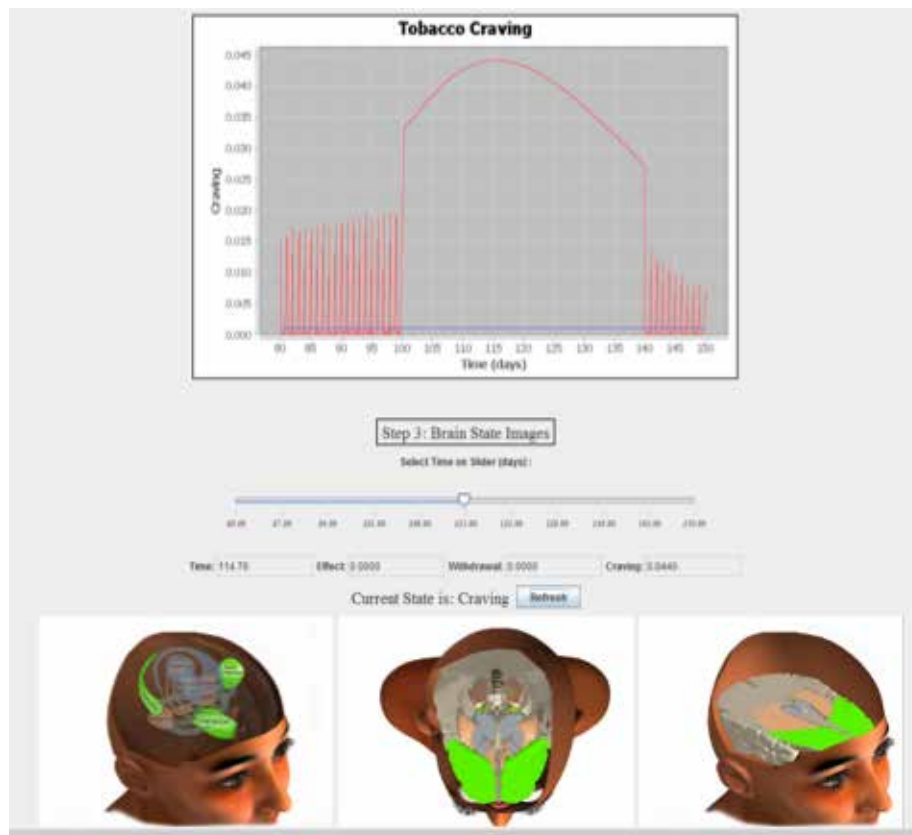 Tobacco Craving
0.045
0.040
0.035
0.030
0.025
0.020
0.015
0.010
0.005
0.000
Craving
80 85 90 95 100 105 110 115 120 125 130 135 140 145 150
Time (days)
Step 3: Brain State Images
Select Time on Slider (days) :
Time: 114.70 Effect: 0.0000 Withdrawal: 0.0000 Craving: 0.0440
Current State is: Craving Refresh